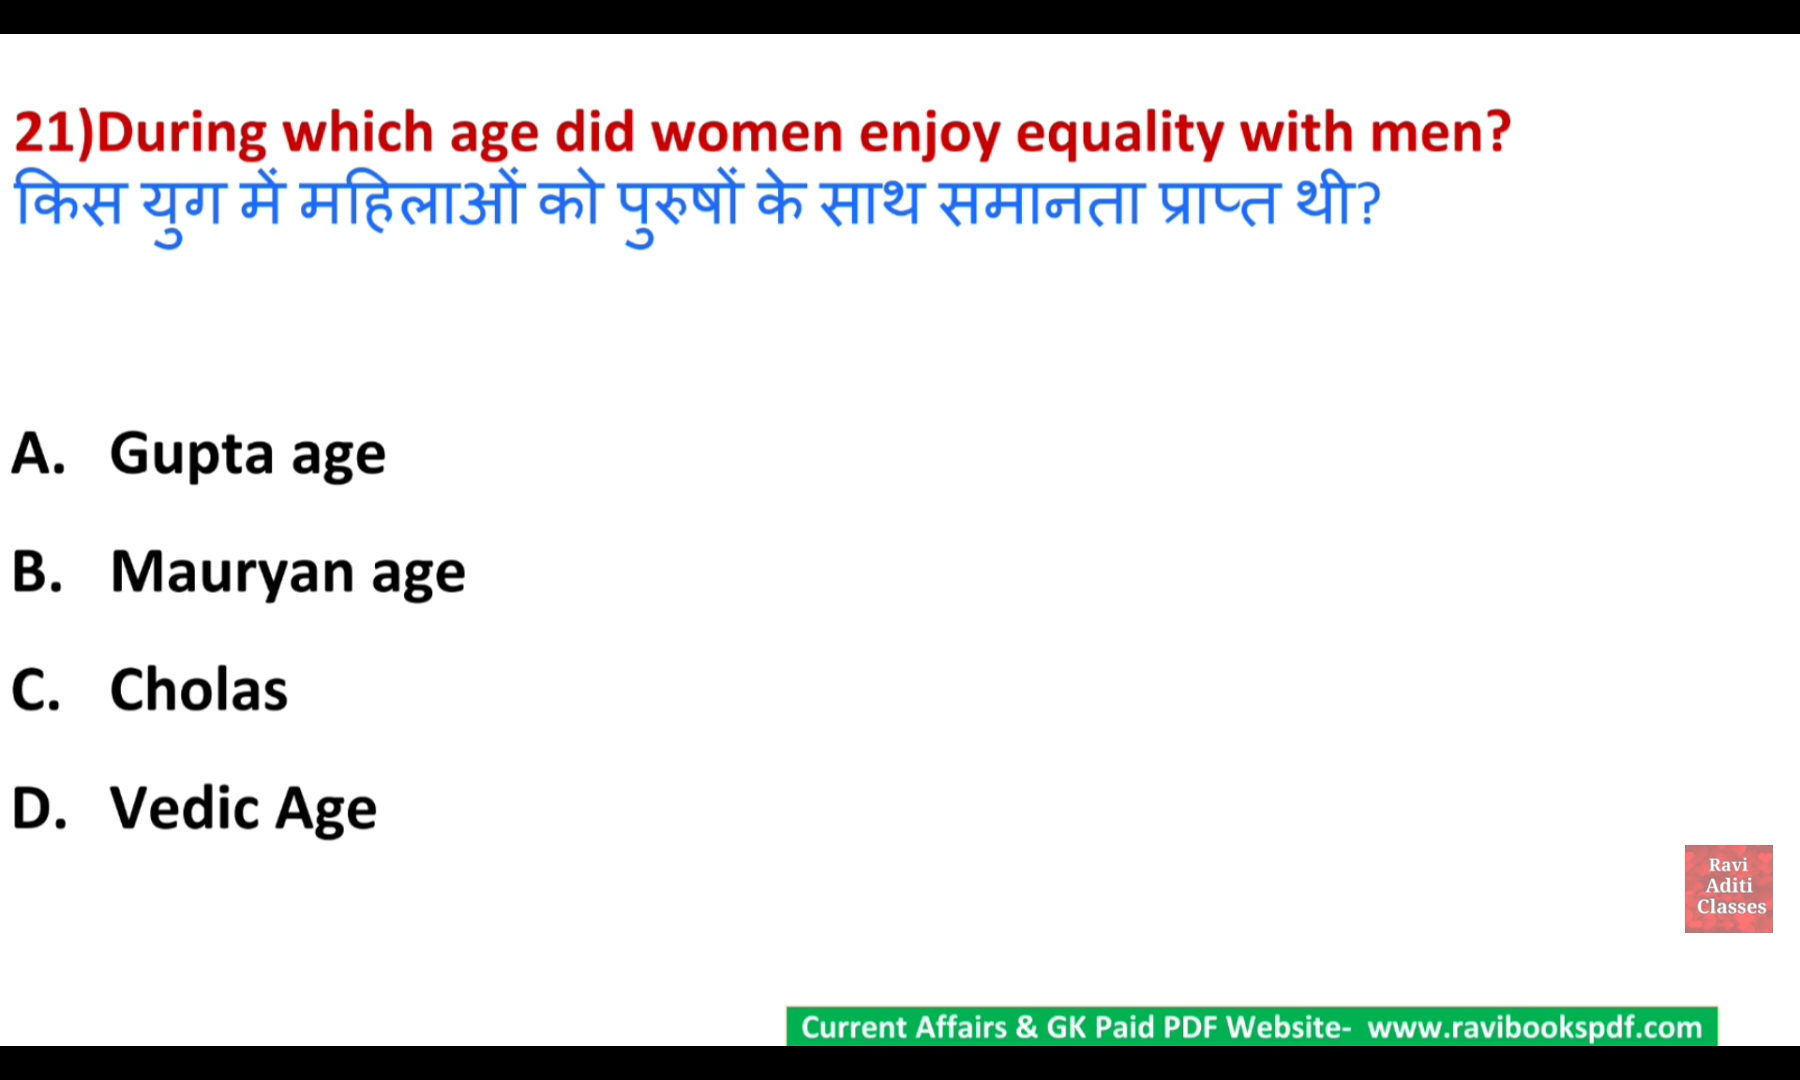 21)During which age did women enjoy equality with men?
किस युग में महिलाओं को पुरुषों के साथ समानता प्राप्त थी?
A. Gupta age
B. Mauryan age
C. Cholas
D. Vedic Age
Ravi
Aditi
Classes
Current Affairs & GK Paid PDF Website- www.ravibookspdf.com